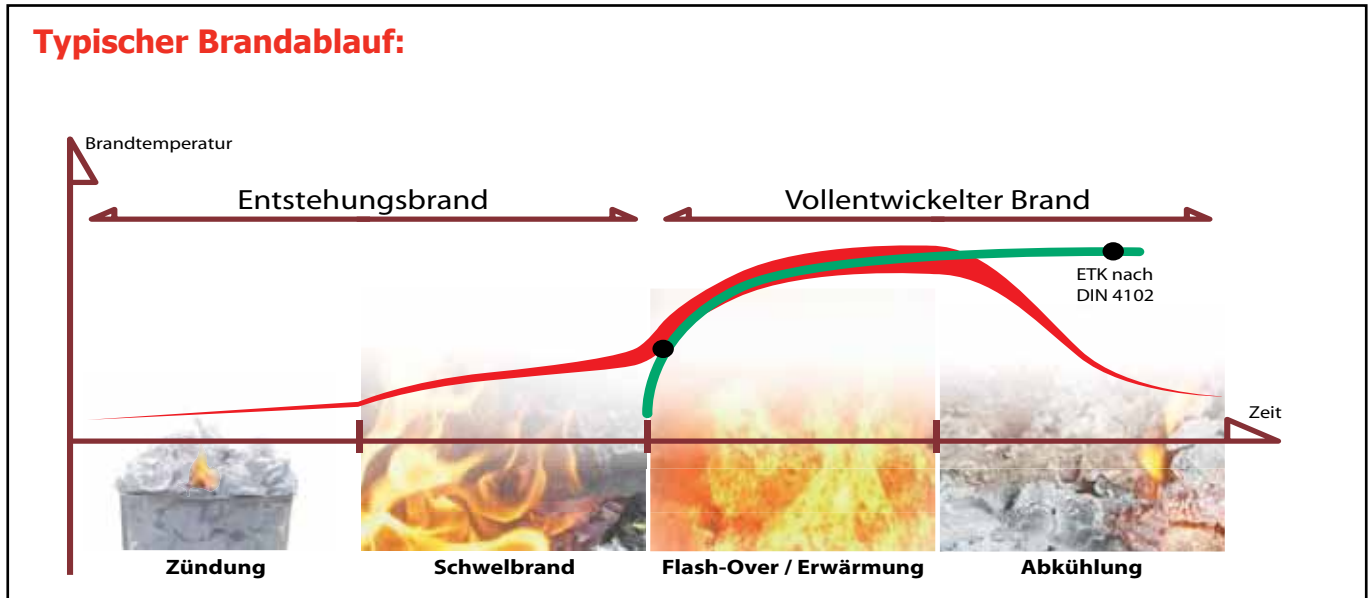 Typischer Brandablauf:
Brandtemperatur
Entstehungsbrand
Vollentwickelter Brand
ETK nach
DIN 4102
Zeit
Zündung
Schwelbrand
Flash-Over / Erwärmung
Abkühlung